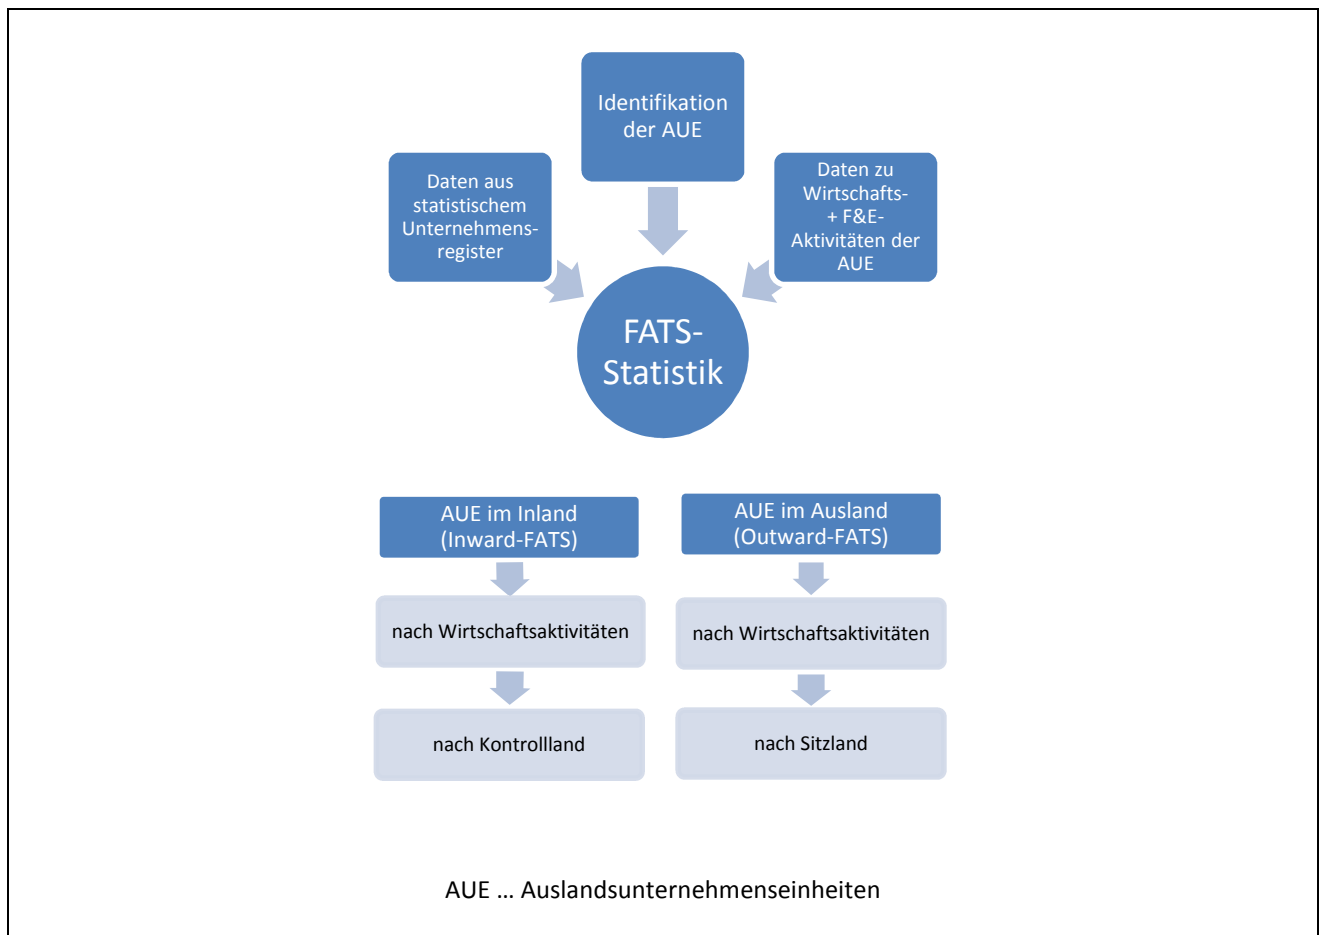 Identifikation
der AUE
Daten aus
statistischem
Unternehmens-
register
Daten zu
Wirtschafts-
+ F&E-
Aktivitäten der
AUE
FATS-
Statistik
AUE im Inland
(Inward-FATS)
AUE im Ausland
(Outward-FATS)
nach Wirtschaftsaktivitäten
nach Wirtschaftsaktivitäten
nach Kontrollland
nach Sitzland
AUE ... Auslandsunternehmenseinheiten